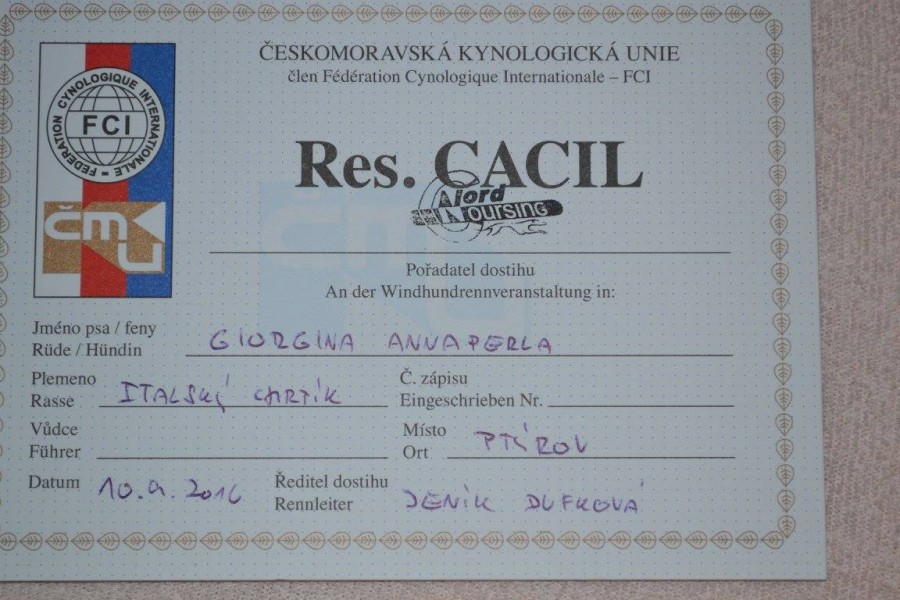 ČESKOMORAVSKÁ KYNOLOGICKÁ UNIE
člen Fédération Cynologique Internationale – FCI
FEDERATION CYNOLOGIQUE INTERNATIONALE
FCI
ČMKU
Res. CACIL
Coursing
Pořadatel dostihu
An der Windhundrennveranstaltung in:
Jméno psa / feny
Rüde / Hündin GIORGINA ANNAPERLA
Plemeno
Rasse ITALSKÝ CHRTÍK
Č. zápisu
Eingeschrieben Nr.
Vůdce
Führer
Místo
Ort PTÍROV
Datum 10.9.2016
Ředitel dostihu
Rennleiter JENÍK DUFKOVÁ